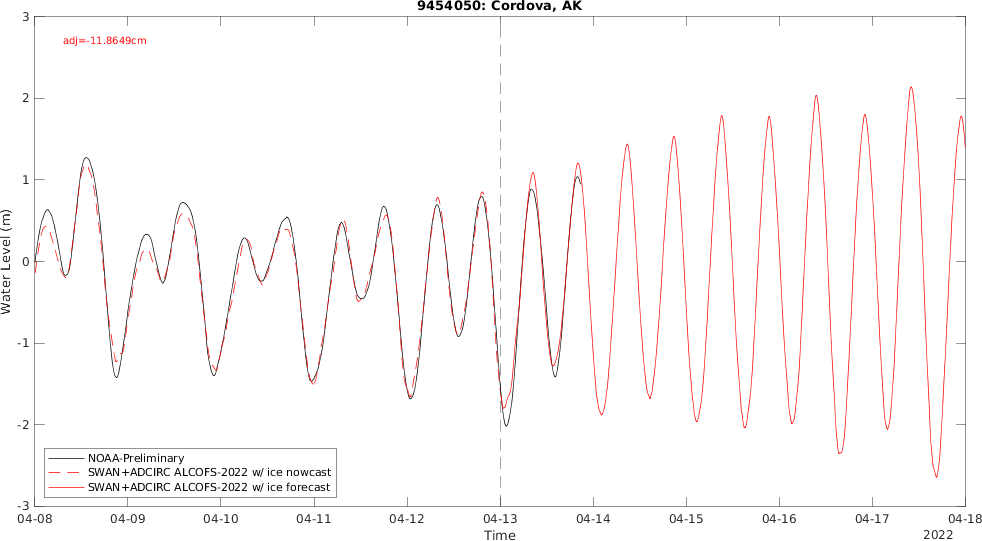 9454050: Cordova, AK
adj=-11.8649cm
Water Level (m)
3
2
1
0
-1
-2
-3
NOAA-Preliminary
SWAN+ADCIRC ALCOFS-2022 w/ ice nowcast
SWAN+ADCIRC ALCOFS-2022 w/ ice forecast
04-08 04-09 04-10 04-11 04-12 04-13 04-14 04-15 04-16 04-17 04-18
Time
2022